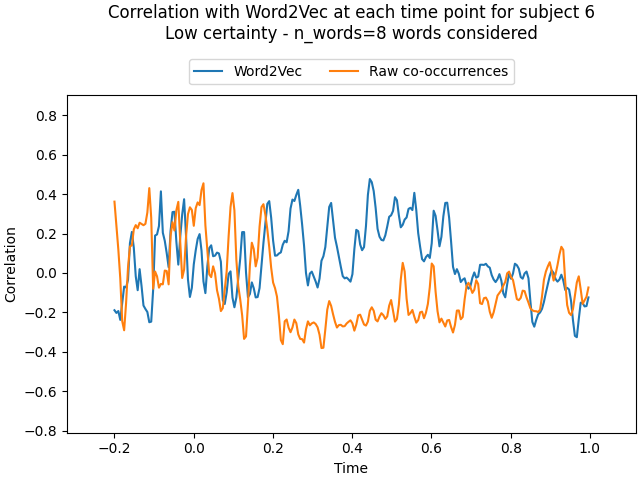 Correlation with Word2Vec at each time point for subject 6
Low certainty - n_words=8 words considered
Word2Vec
Raw co-occurrences
0.8
0.6
0.4
0.2
0.0
−0.2
−0.4
−0.6
−0.8
Correlation
−0.2
0.0
0.2
0.4
0.6
0.8
1.0
Time